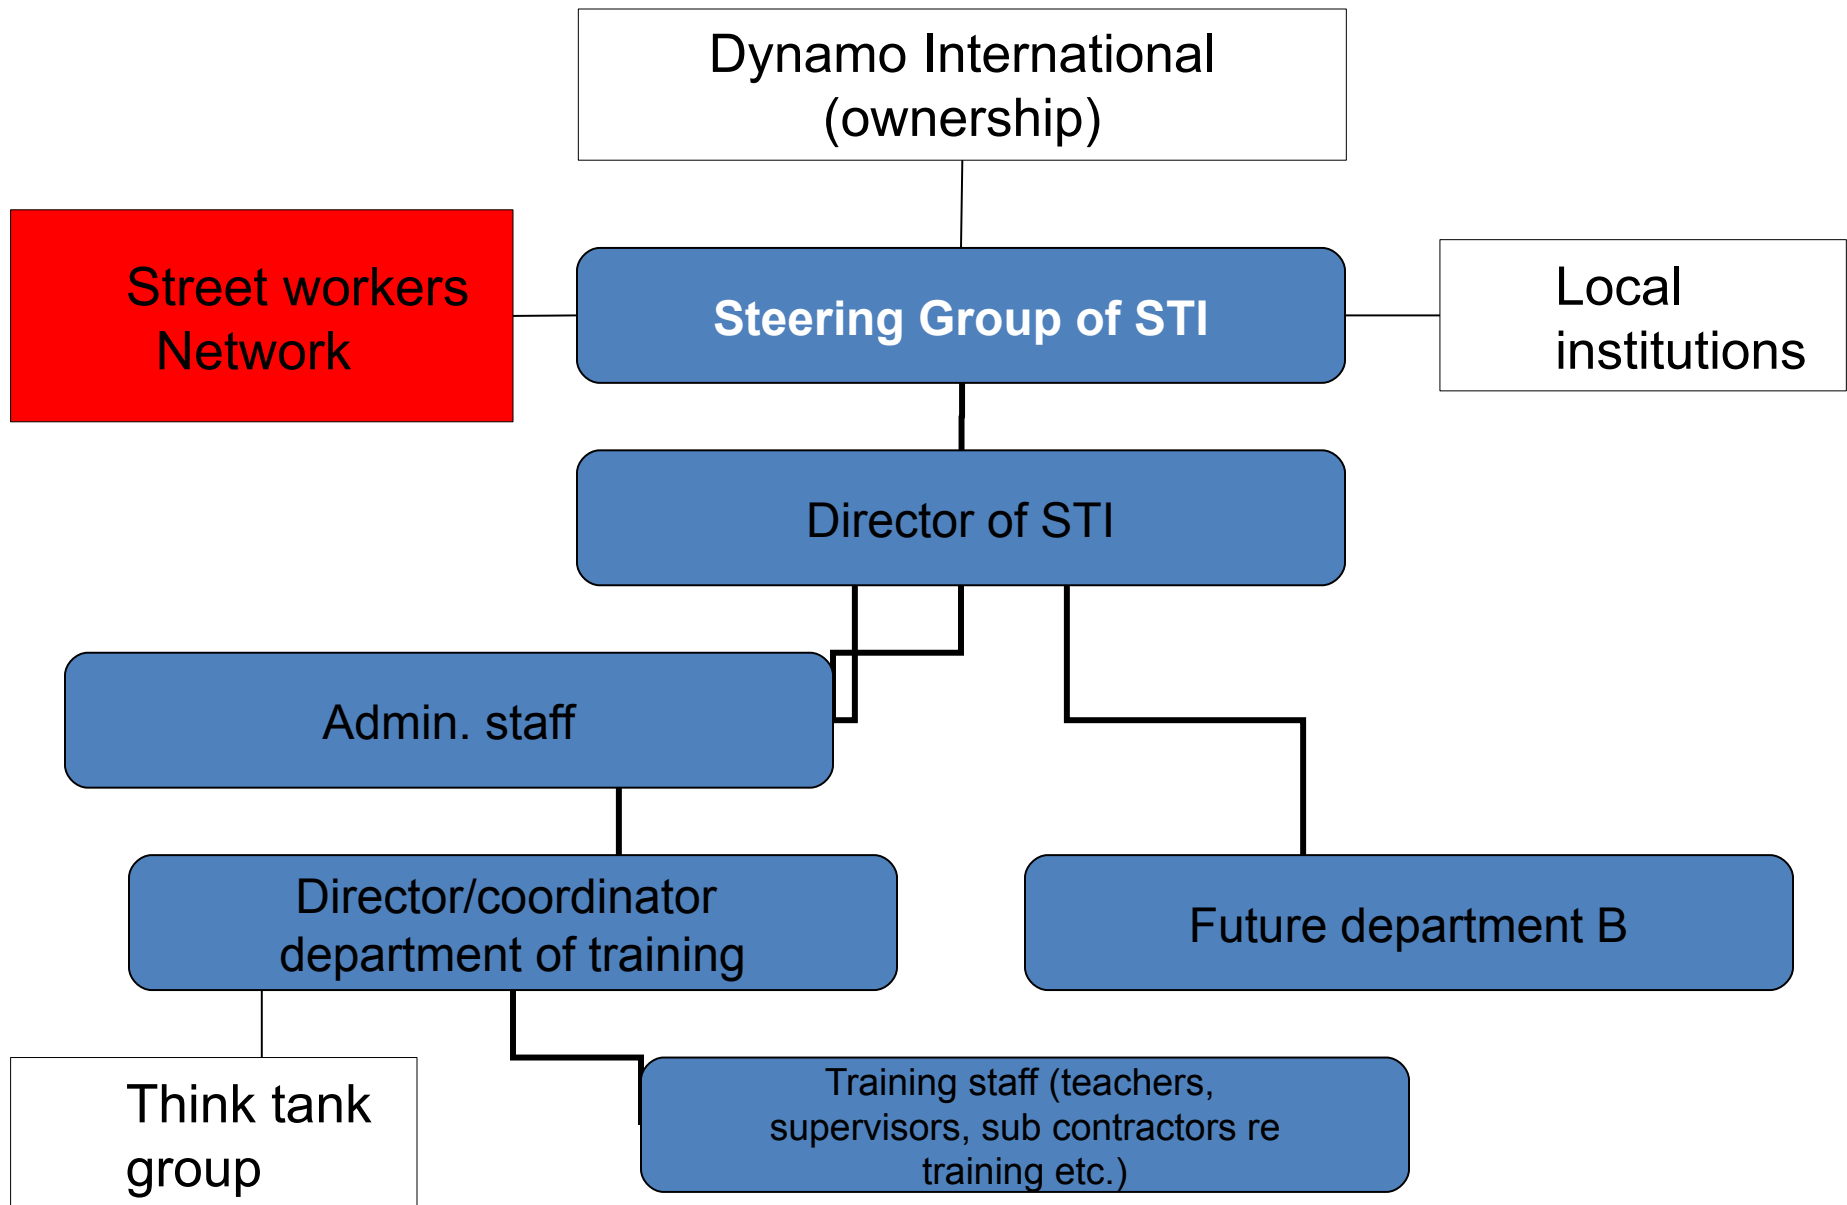 Dynamo International
(ownership)
Street workers
Network
Steering Group of STI
Local
institutions
Director of STI
Admin. staff
Director/coordinator
department of training
Future department B
Think tank
group
Training staff (teachers,
supervisors, sub contractors re
training etc.)